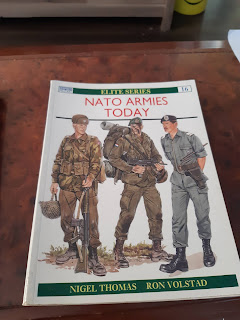 ELITE SERIES
16
NATO ARMIES
TODAY
NIGEL THOMAS RON VOLSTAD